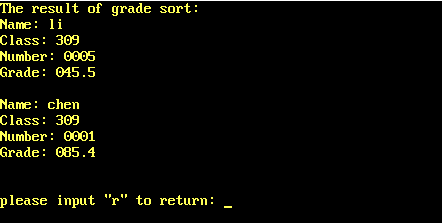 The result of grade sort:
Name: li
Class: 309
Number: 0005
Grade: 045.5
Name: chen
Class: 309
Number: 0001
Grade: 085.4
please input "r" to return: _